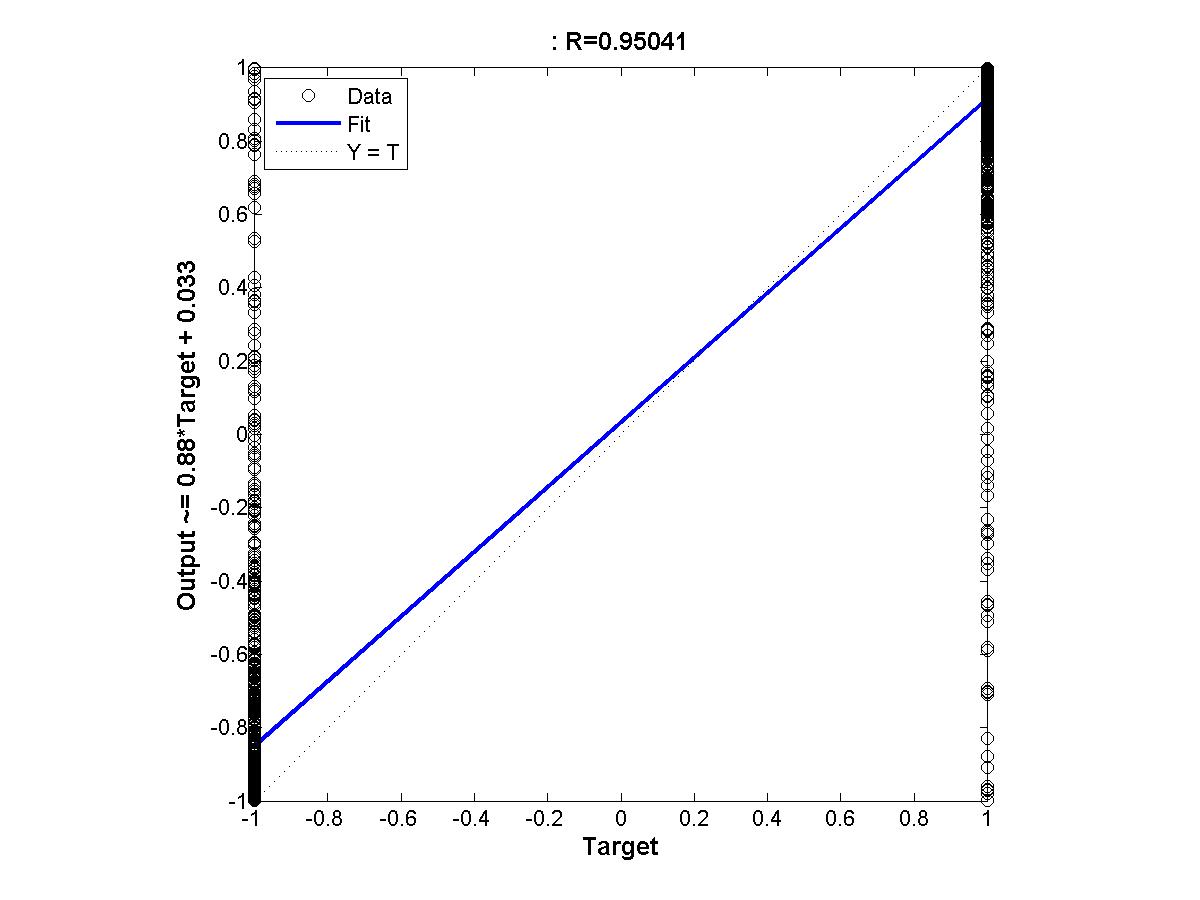 : R=0.95041
Data
Fit
Y = T
Output ~= 0.88*Target + 0.033
1
0.8
0.6
0.4
0.2
0
-0.2
-0.4
-0.6
-0.8
-1
-1 -0.8 -0.6 -0.4 -0.2 0 0.2 0.4 0.6 0.8 1
Target